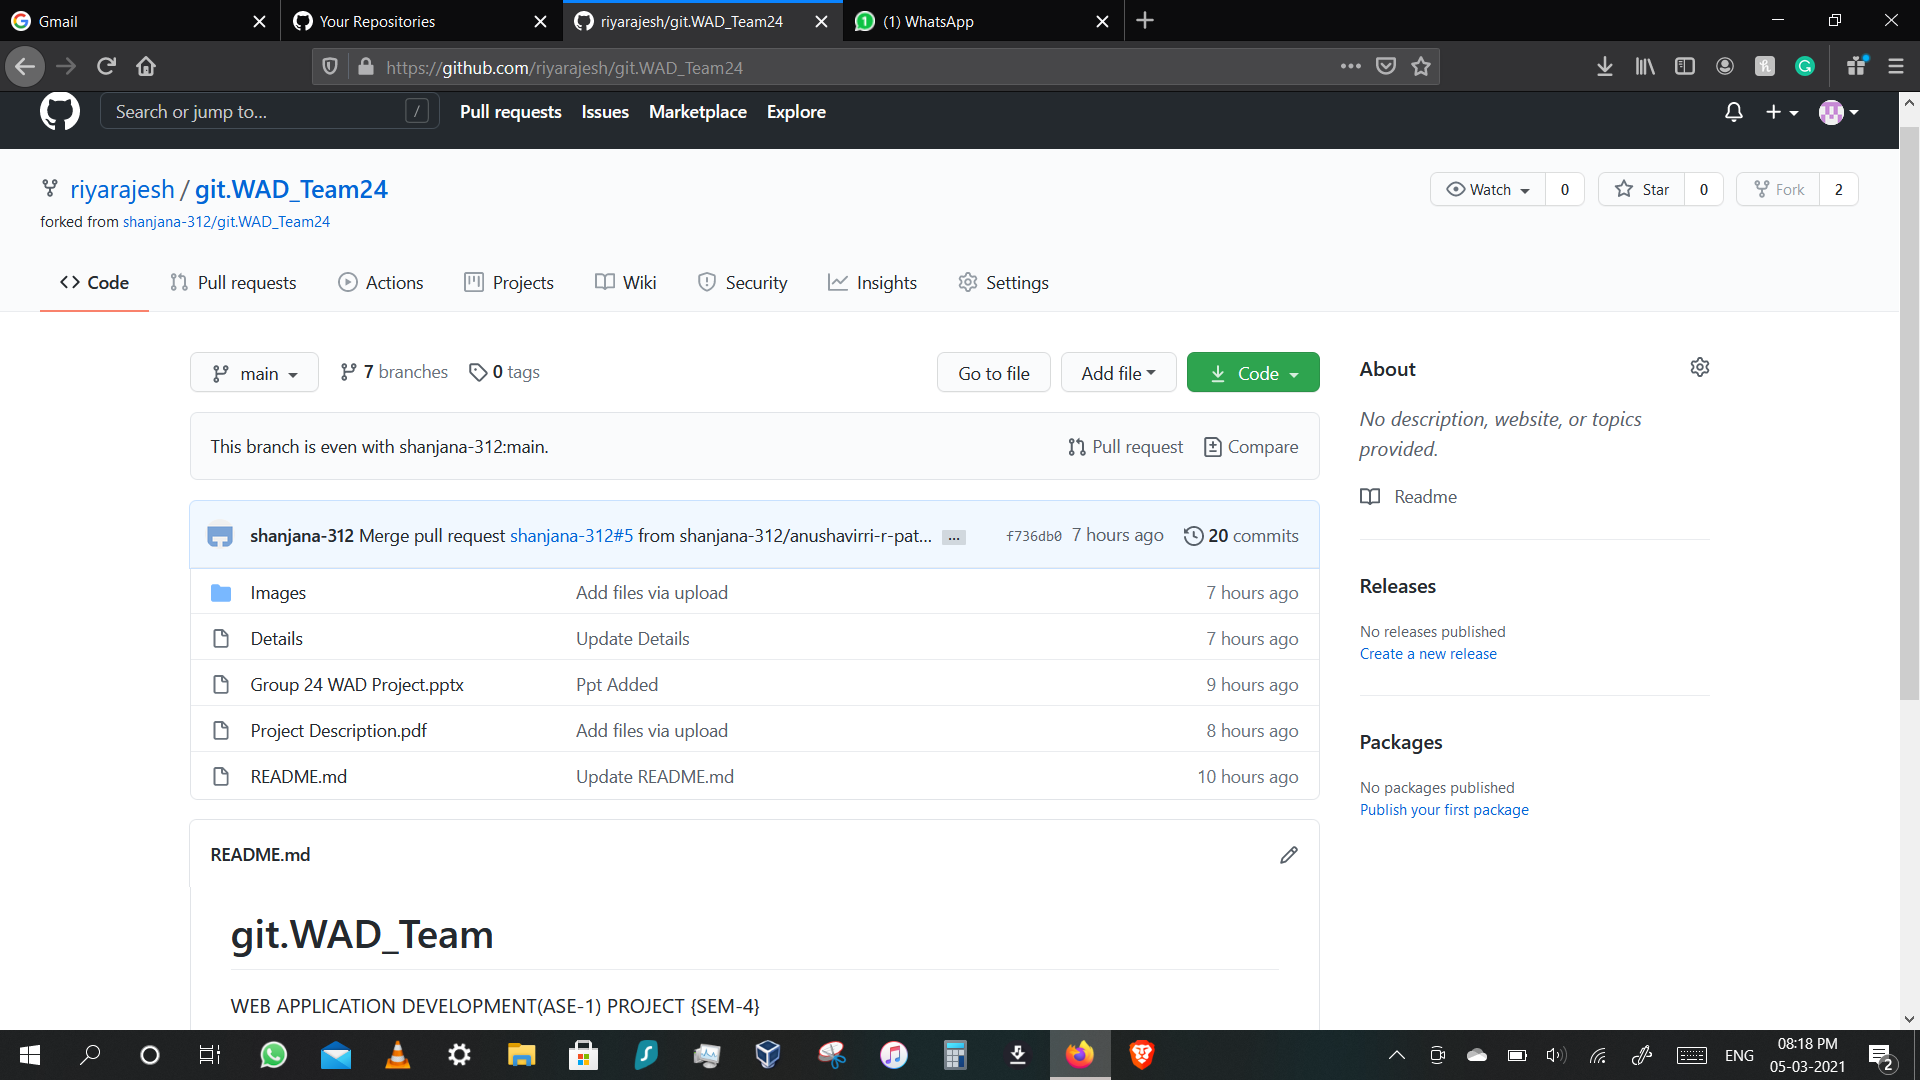 Gmail
Your Repositories
riyarajesh/git.WAD_Team24
(1) WhatsApp
https://github.com/riyarajesh/git.WAD_Team24
Search or jump to...
/
Pull requests
Issues
Marketplace
Explore
riyarajesh / git.WAD_Team24
Watch 0
Star 0
Fork 2
forked from shanjana-312/git.WAD_Team24
Code
Pull requests
Actions
Projects
Wiki
Security
Insights
Settings
main
7 branches
0 tags
Go to file
Add file
Code
About
No description, website, or topics
provided.
Readme
This branch is even with shanjana-312:main.
Pull request
Compare
shanjana-312 Merge pull request shanjana-312#5 from shanjana-312/anushavirri-r-pat... ... f736db0 7 hours ago 20 commits
Images Add files via upload 7 hours ago
Details Update Details 7 hours ago
Group 24 WAD Project.pptx Ppt Added 9 hours ago
Project Description.pdf Add files via upload 8 hours ago
README.md Update README.md 10 hours ago
Releases
No releases published
Create a new release
Packages
No packages published
Publish your first package
README.md
git.WAD_Team
WEB APPLICATION DEVELOPMENT(ASE-1) PROJECT {SEM-4}
ENG
08:18 PM
05-03-2021
2